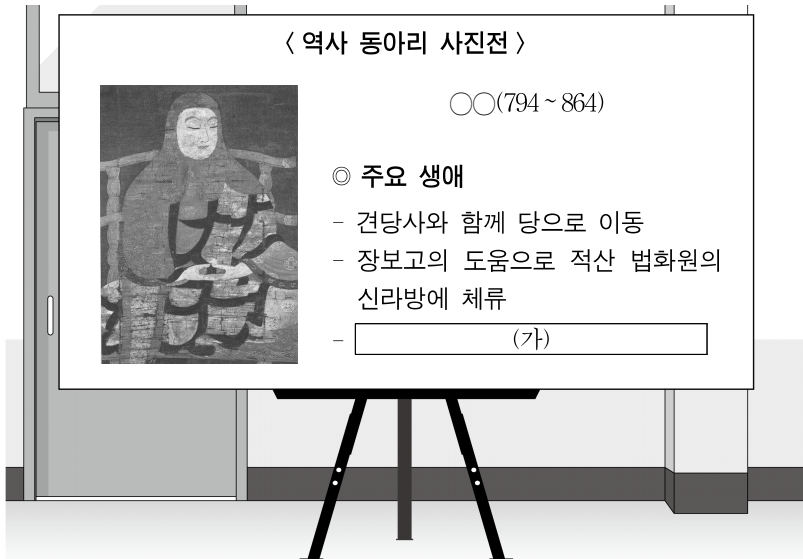 〈 역사 동아리 사진전 〉
○○(794 ~ 864)
◎ 주요 생애
- 견당사와 함께 당으로 이동
- 장보고의 도움으로 적산 법화원의
신라방에 체류
- (가)